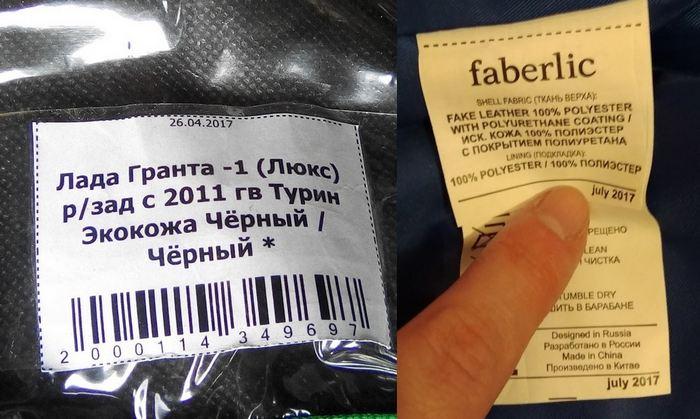 26.04.2017
Лада Гранта -1 (Люкс)
р/зад с 2011 гв Турин
Экокожа Чёрный /
Чёрный *
2000114349697
faberlic
SHELL FABRIC (ТКАНЬ ВЕРХА):
FAKE LEATHER 100% POLYESTER
WITH POLYURETHANE COATING /
ИСК. КОЖА 100% ПОЛИЭСТЕР
С ПОКРЫТИЕМ ПОЛИУРЕТАНА
LINING (ПОДКЛАДКА):
100% POLYESTER / 100% ПОЛИЭСТЕР
july 2017
РЕЩЕНО
LEAN
ЧИСТКА
TUMBLE DRY
ШИТЬ В БАРАБАНЕ
Designed in Russia
Разработано в России
Made in China
Произведено в Китае
july 2017